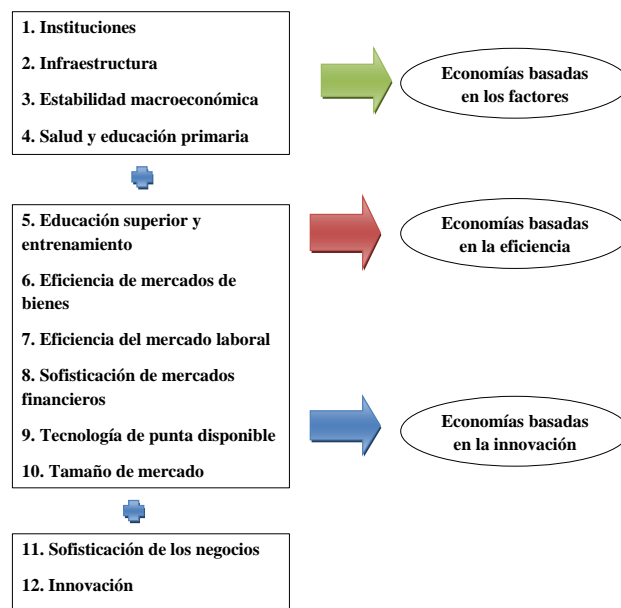 1. Instituciones
2. Infraestructura
3. Estabilidad macroeconómica
4. Salud y educación primaria
Economías basadas
en los factores
5. Educación superior y
entrenamiento
6. Eficiencia de mercados de
bienes
7. Eficiencia del mercado laboral
8. Sofisticación de mercados
financieros
9. Tecnología de punta disponible
10. Tamaño de mercado
Economías basadas
en la eficiencia
Economías basadas
en la innovación
11. Sofisticación de los negocios
12. Innovación